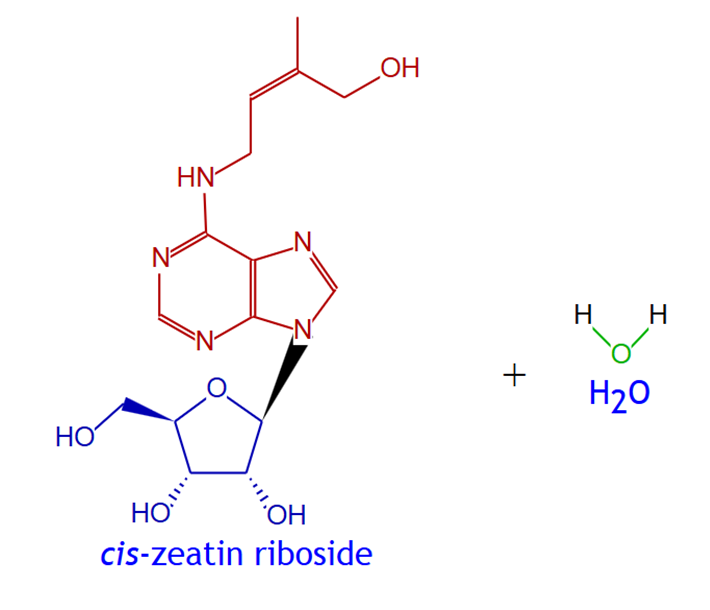 OH
HN
N
N
N
N
O
HO
HO
OH
cis-zeatin riboside
+
H H
O
H2O